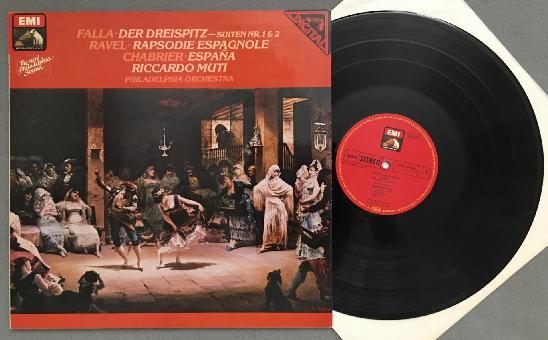 EMI
FALLA·DER DREISPITZ – SUITEN NR. 1 & 2
RAVEL·RAPSODIE ESPAGNOLE
CHABRIER·ESPAÑA
RICCARDO MUTI
PHILADELPHIA ORCHESTRA
DIGITAL
The new
Philadelphia
Sound
EMI
STEREO